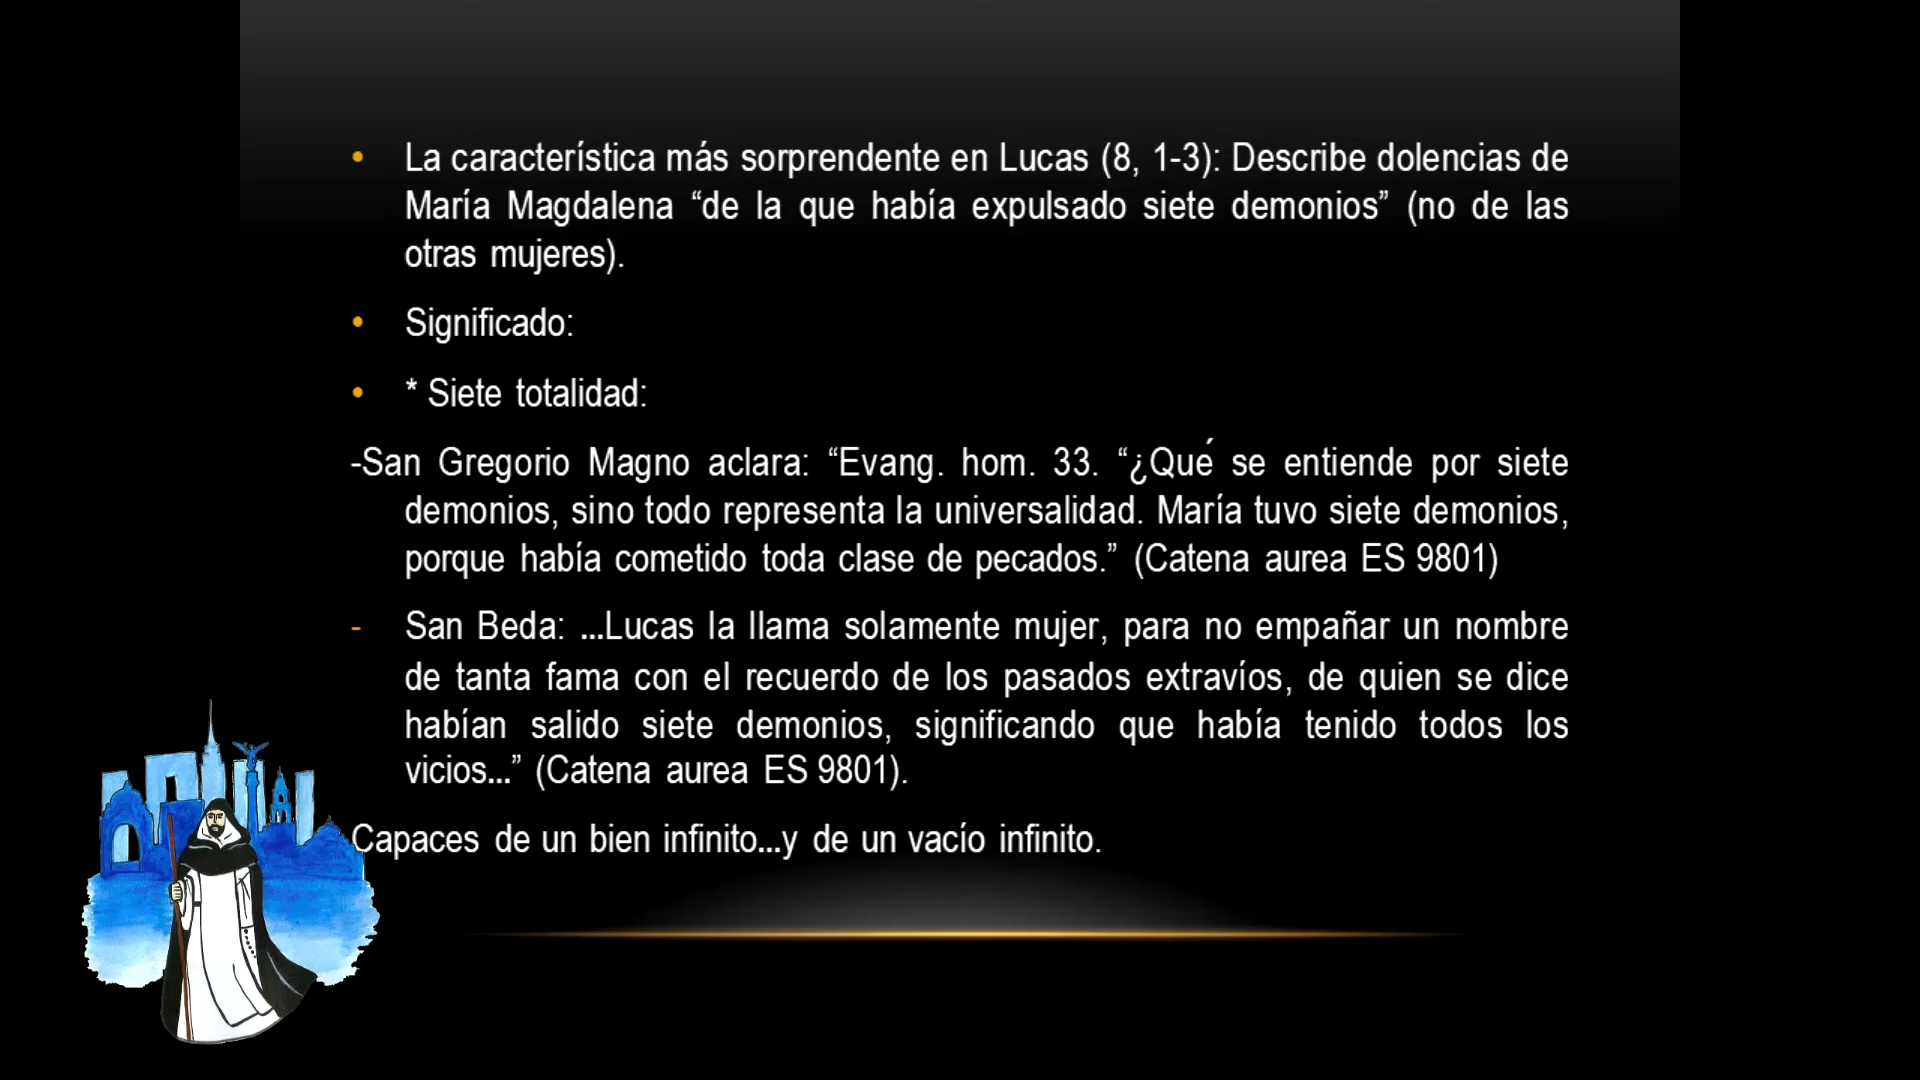 • La característica más sorprendente en Lucas (8, 1-3): Describe dolencias de
María Magdalena “de la que había expulsado siete demonios” (no de las
otras mujeres).
• Significado:
• * Siete totalidad:
-San Gregorio Magno aclara: “Evang. hom. 33. “¿Qué se entiende por siete
demonios, sino todo representa la universalidad. María tuvo siete demonios,
porque había cometido toda clase de pecados.” (Catena aurea ES 9801)
- San Beda: ...Lucas la llama solamente mujer, para no empañar un nombre
de tanta fama con el recuerdo de los pasados extravíos, de quien se dice
habían salido siete demonios, significando que había tenido todos los
vicios...” (Catena aurea ES 9801).
Capaces de un bien infinito...y de un vacío infinito.